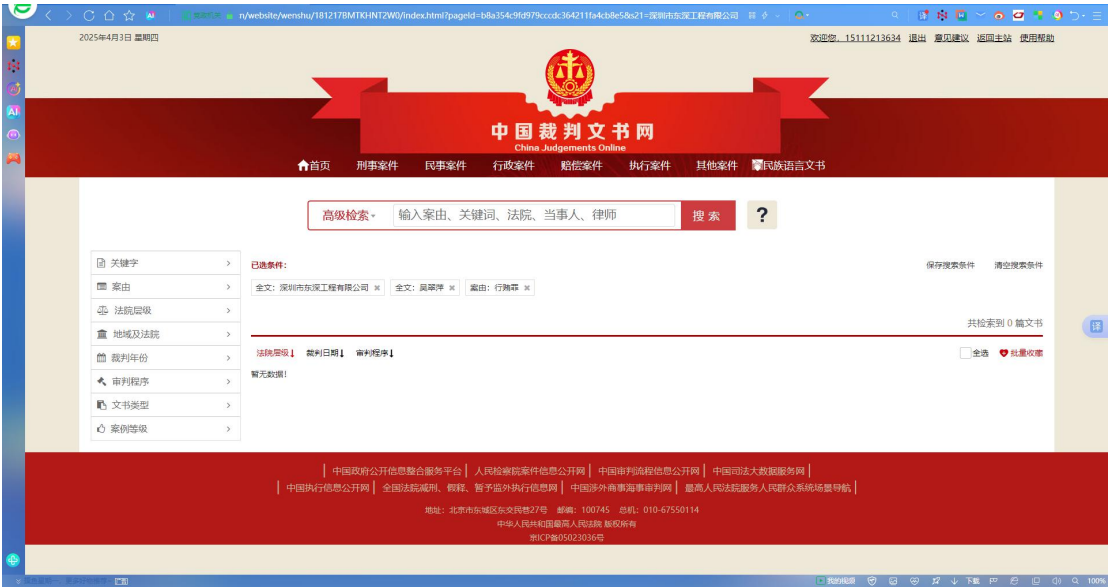 n/website/wenshu/181217BMTKHNT2W0/index.html?pageId=b8a354c9fd979cccdc364211fa4cb8e5&s21=深圳市东深工程有限公司
2025年4月3日 星期四
欢迎您，15111213634 退出 意见建议 返回主站 使用帮助
中国裁判文书网
China Judgements Online
首页 刑事案件 民事案件 行政案件 赔偿案件 执行案件 其他案件 民族语言文书
高级检索 输入案由、关键词、法院、当事人、律师 搜索 ?
关键字
案由
法院层级
地域及法院
裁判年份
审判程序
文书类型
案例等级
已选条件：
保存搜索条件 清空搜索条件
全文：深圳市东深工程有限公司 全文：吴翠萍 案由：行贿罪
共检索到 0 篇文书
法院层级 裁判日期 审判程序
全选 批量收藏
暂无数据！
译
中国政府公开信息整合服务平台 | 人民检察院案件信息公开网 | 中国审判流程信息公开网 | 中国司法大数据服务网 |
中国执行信息公开网 | 全国法院减刑、假释、暂予监外执行信息网 | 中国涉外商事海事审判网 | 最高人民法院服务人民群众系统场景导航 |
地址：北京市东城区东交民巷27号 邮编：100745 总机：010-67550114
中华人民共和国最高人民法院 版权所有
京ICP备05023036号
我的视频 下载 100%